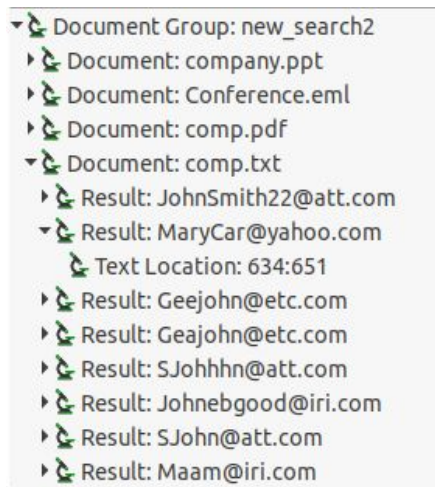 Document Group: new_search2
Document: company.ppt
Document: Conference.eml
Document: comp.pdf
Document: comp.txt
Result: JohnSmith22@att.com
Result: MaryCar@yahoo.com
Text Location: 634:651
Result: Geejohn@etc.com
Result: Geajohn@etc.com
Result: SJohhhn@att.com
Result: Johnebgood@iri.com
Result: SJohn@att.com
Result: Maam@iri.com